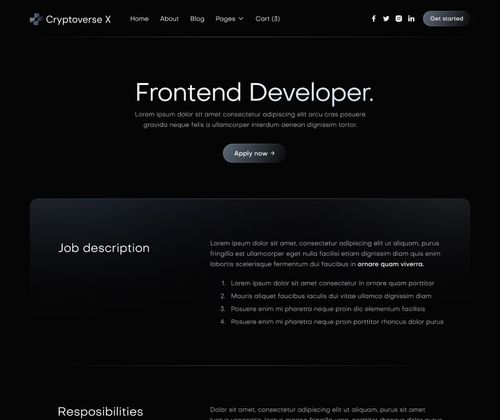 Cryptoverse X
Home About Blog Pages Cart (3)
Get started
Frontend Developer.
Lorem ipsum dolor sit amet consectetur adipiscing elit arcu cras posuere
gravida neque felis a ullamcorper interdum aenean dignissim tortor.
Apply now →
Job description
Lorem ipsum dolor sit amet, consectetur adipiscing elit ut aliquam, purus
fringilla di sem adipiscing eget nulla facilisi etiam dignissim diam quis enim
lobortis scelerisque fermentum dui faucibus in ornare quam viverra.
1. Lorem ipsum dolor sit amet consectetur in ornare quam porttitor
2. Mauris aliquet faucibus iaculis dui vitae ullamco dignissim diam
3. Posuere enim mi pharetra neque proin dic elementum facilisis
4. Posuere enim mi pharetra neque proin porttitor rhoncus dolor purus
Resposibilities
Lorem ipsum dolor sit amet, consectetur adipiscing elit ut aliquam, purus sit amet